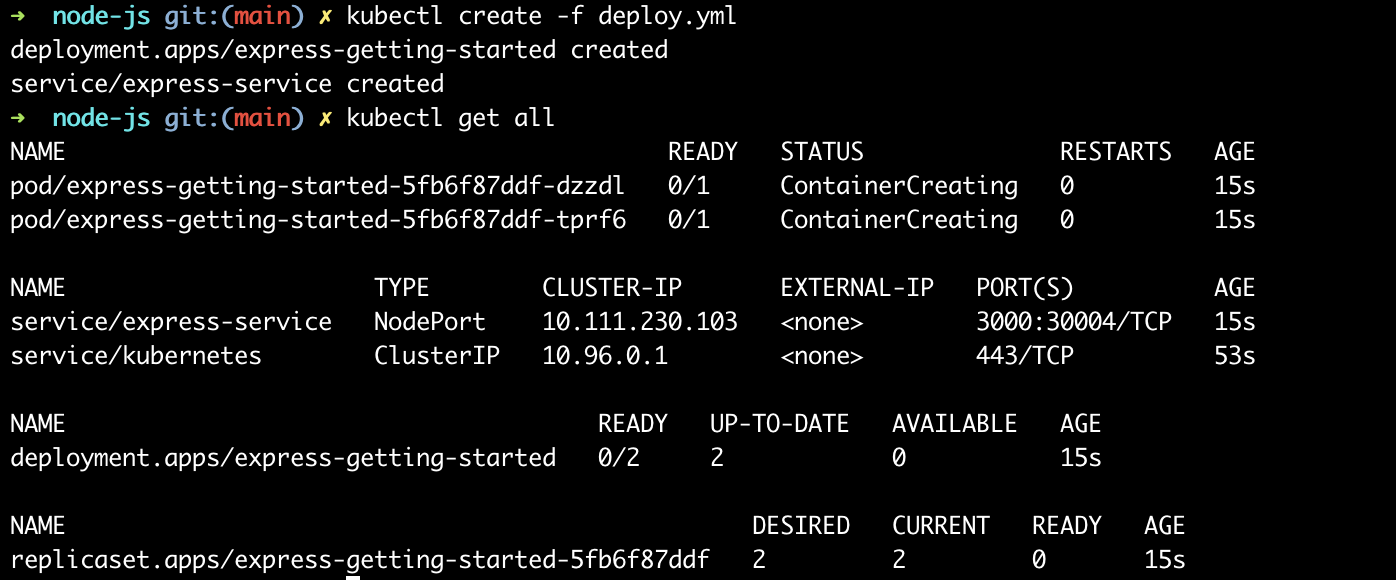 ➜ node-js git:(main) ✗ kubectl create -f deploy.yml
deployment.apps/express-getting-started created
service/express-service created
➜ node-js git:(main) ✗ kubectl get all
NAME READY STATUS RESTARTS AGE
pod/express-getting-started-5fb6f87ddf-dzzdl 0/1 ContainerCreating 0 15s
pod/express-getting-started-5fb6f87ddf-tprf6 0/1 ContainerCreating 0 15s
NAME TYPE CLUSTER-IP EXTERNAL-IP PORT(S) AGE
service/express-service NodePort 10.111.230.103 <none> 3000:30004/TCP 15s
service/kubernetes ClusterIP 10.96.0.1 <none> 443/TCP 53s
NAME READY UP-TO-DATE AVAILABLE AGE
deployment.apps/express-getting-started 0/2 2 0 15s
NAME DESIRED CURRENT READY AGE
replicaset.apps/express-getting-started-5fb6f87ddf 2 2 0 15s